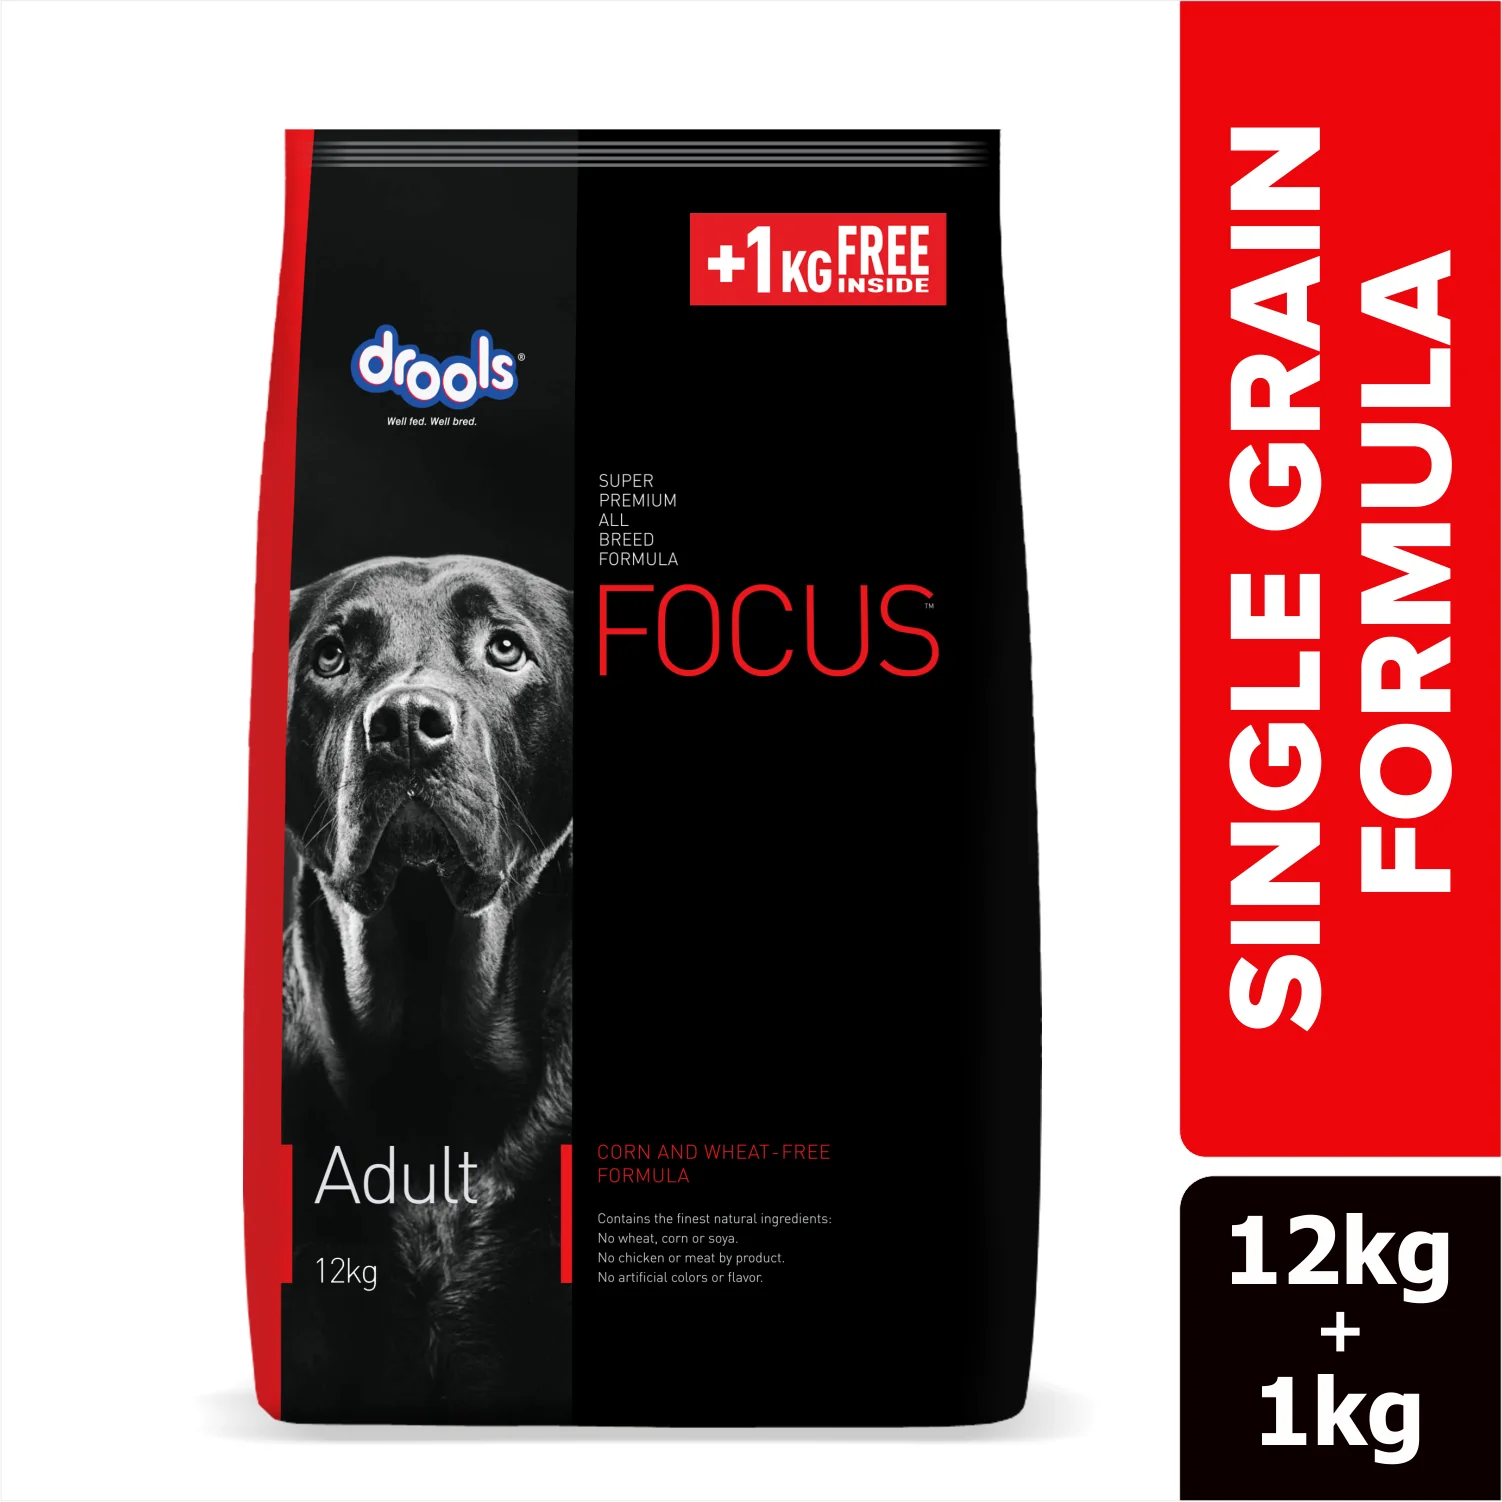 +1KG FREE
INSIDE
drools®
Well fed. Well bred.
SUPER
PREMIUM
ALL
BREED
FORMULA
FOCUS™
Adult
12kg
CORN AND WHEAT-FREE
FORMULA
Contains the finest natural ingredients:
No wheat, corn or soya.
No chicken or meat by product.
No artificial colors or flavor.
SINGLE GRAIN
FORMULA
12kg
+
1kg